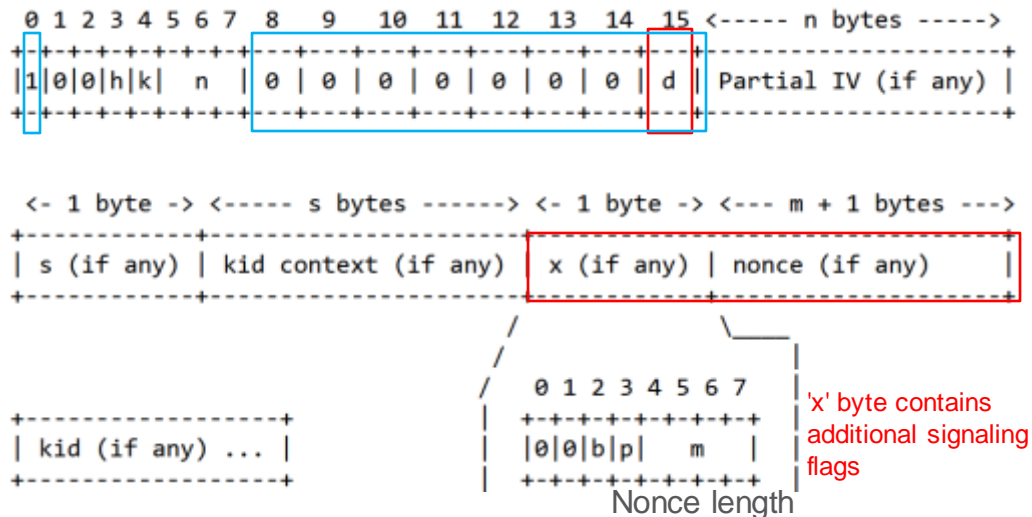 0 1 2 3 4 5 6 7 8 9 10 11 12 13 14 15 <----- n bytes ----->
+-+-+-+-+-+-+-+-+---+---+---+---+---+---+---+---+---------------------+
|1|0|0|h|k| n | 0 | 0 | 0 | 0 | 0 | 0 | 0 | d | Partial IV (if any) |
+-+-+-+-+-+-+-+-+---+---+---+---+---+---+---+---+---------------------+
<- 1 byte -> <----- s bytes ------> <- 1 byte -> <--- m + 1 bytes --->
+------------+----------------------+------------+--------------------+
| s (if any) | kid context (if any) | x (if any) | nonce (if any) |
+------------+----------------------+------------+--------------------+
/ \____
/ |
/ 0 1 2 3 4 5 6 7 |
+------------------+ | +-+-+-+-+-+-+-+-+ |
| kid (if any) ... | | |0|0|b|p| m | |
+------------------+ | +-+-+-+-+-+-+-+-+ |
'x' byte contains
additional signaling
flags
Nonce length